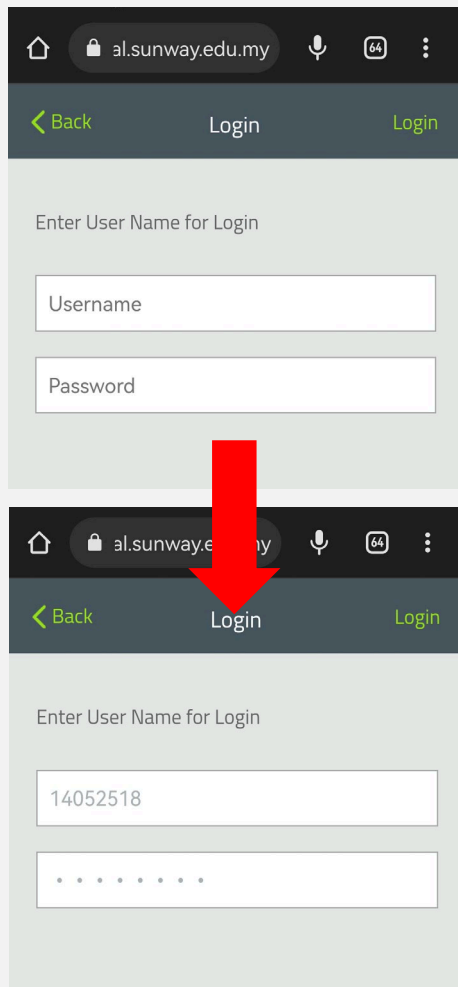 al.sunway.edu.my 64
Back Login Login
Enter User Name for Login
Username
Password
al.sunway.e y 64
Back Login Login
Enter User Name for Login
14052518
• • • • • • • •